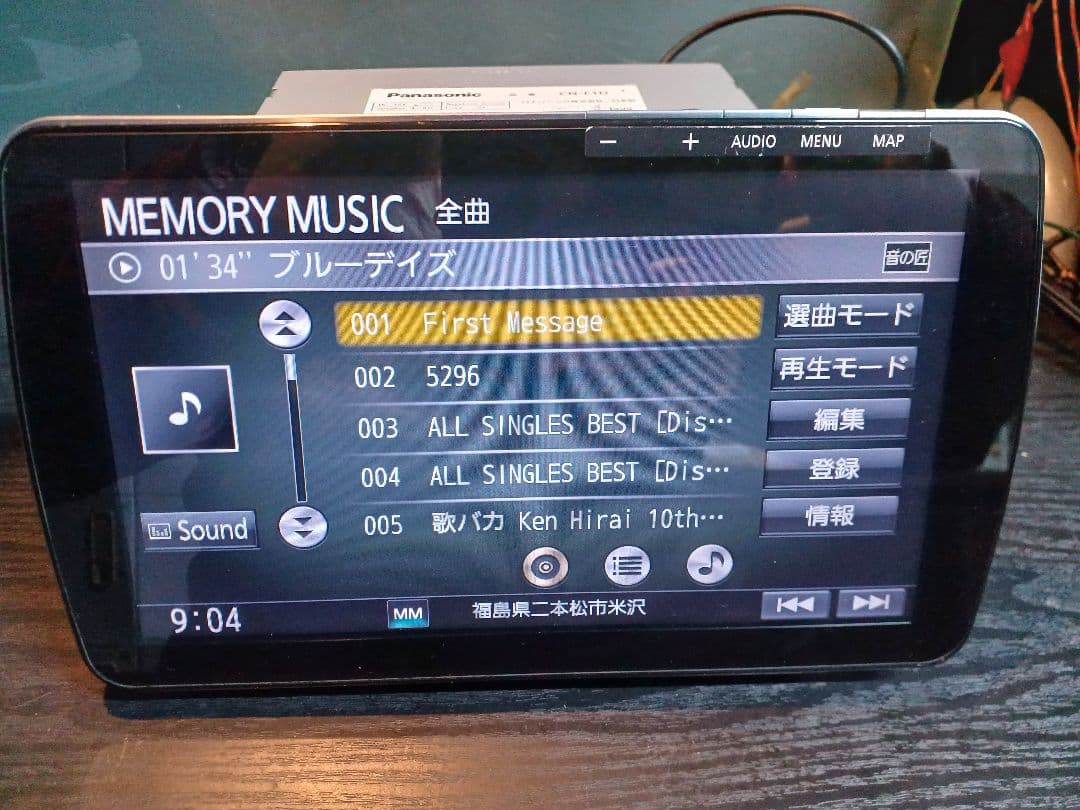 Panasonic
− + AUDIO MENU MAP
MEMORY MUSIC 全曲
01'34'' ブルーデイズ 音の匠
001 First Message 選曲モード
002 5296 再生モード
003 ALL SINGLES BEST [Dis… 編集
004 ALL SINGLES BEST [Dis… 登録
Sound 005 歌バカ Ken Hirai 10th… 情報
9:04 MM 福島県二本松市米沢